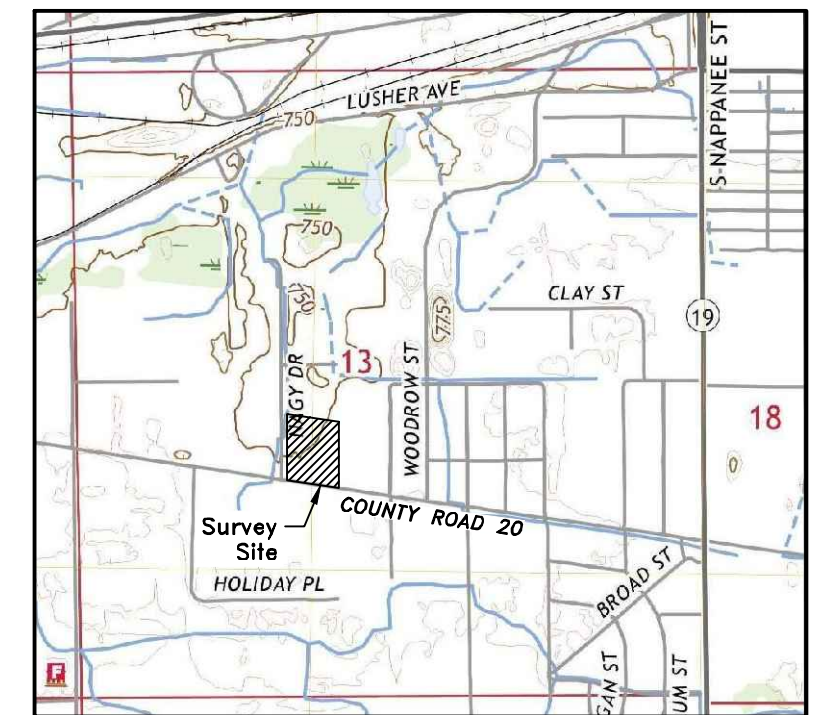 LUSHER AVE
S NAPPANEE ST
750
750
750
CLAY ST
775
19
13
WOODROW ST
18
Survey
Site
COUNTY ROAD 20
HOLIDAY PL
BROAD ST
F
GAN ST
UM ST